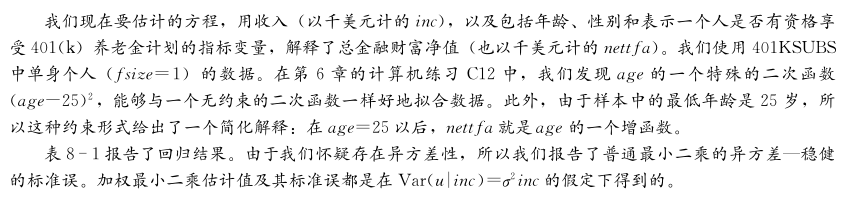 我们现在要估计的方程，用收入（以千美元计的 inc），以及包括年龄、性别和表示一个人是否有资格享
受 401(k) 养老金计划的指标变量，解释了总金融财富净值（也以千美元计的 nettfa）。我们使用 401KSUBS
中单身个人（fsize=1）的数据。在第 6 章的计算机练习 C12 中，我们发现 age 的一个特殊的二次函数
(age−25)²，能够与一个无约束的二次函数一样好地拟合数据。此外，由于样本中的最低年龄是 25 岁，所
以这种约束形式给出了一个简化解释：在 age=25 以后，nettfa 就是 age 的一个增函数。
表 8-1 报告了回归结果。由于我们怀疑存在异方差性，所以我们报告了普通最小二乘的异方差—稳健
的标准误。加权最小二乘估计值及其标准误都是在 Var(u|inc)=σ²inc 的假定下得到的。